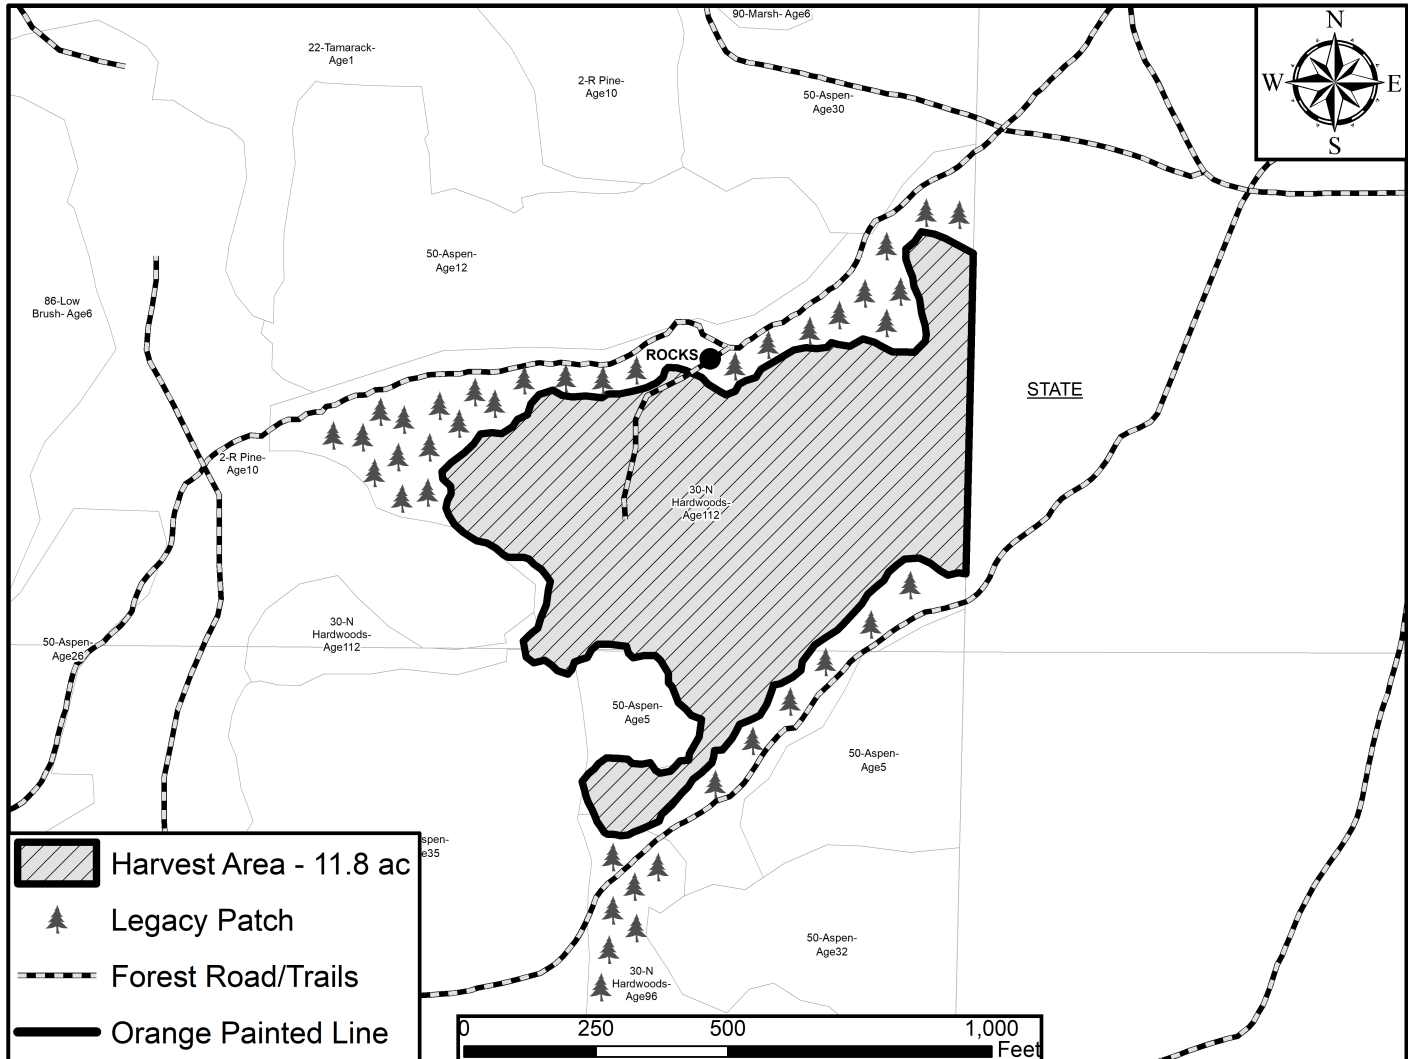 90-Marsh- Age6
N
22-Tamarack-
Age1
2-R Pine-
Age10
W
E
50-Aspen-
Age30
S
50-Aspen-
Age12
86-Low
Brush- Age6
ROCKS
STATE
2-R Pine-
Age10
30-N
Hardwoods-
Age112
30-N
Hardwoods-
Age112
50-Aspen-
Age26
50-Aspen-
Age5
50-Aspen-
Age5
Harvest Area - 11.8 ac
Legacy Patch
50-Aspen-
Age32
Forest Road/Trails
30-N
Hardwoods-
Age96
Orange Painted Line
0 250 500 1,000
Feet